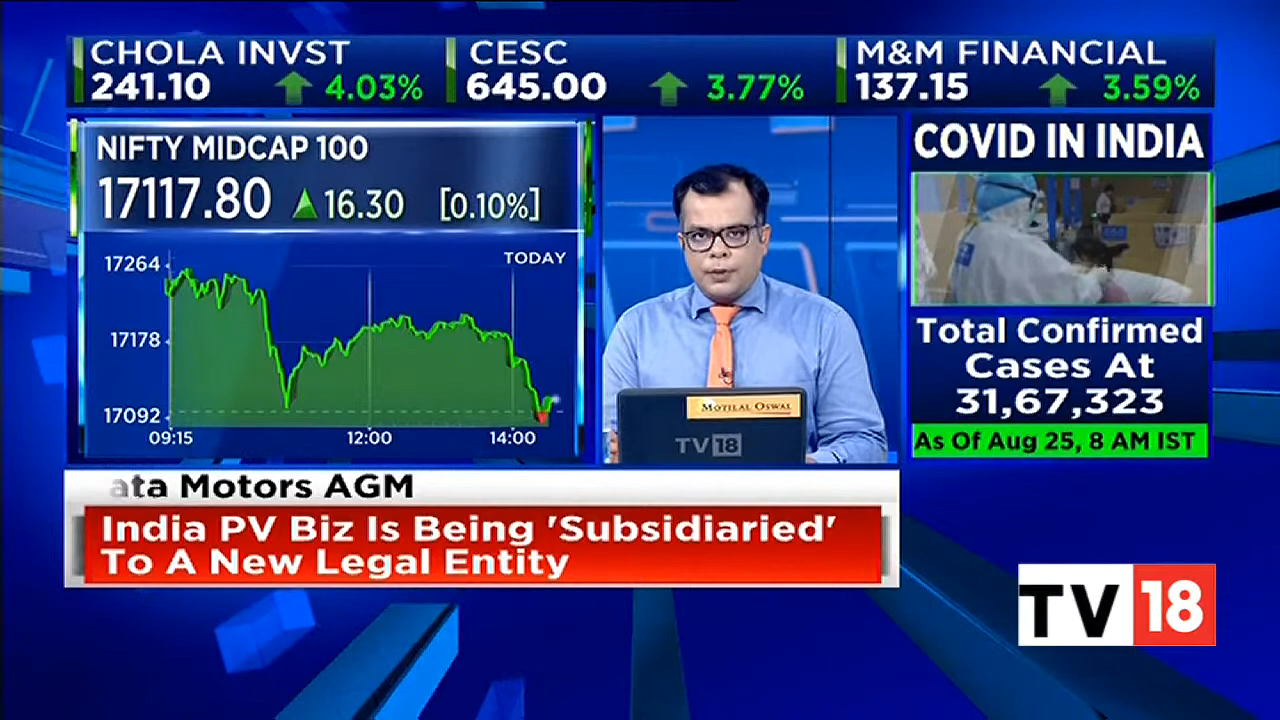 CHOLA INVST
241.10 4.03%
CESC
645.00 3.77%
M&M FINANCIAL
137.15 3.59%
NIFTY MIDCAP 100
17117.80 16.30 [0.10%]
TODAY
17264
17178
17092
09:15 12:00 14:00
MOTILAL OSWAL
TV18
COVID IN INDIA
Total Confirmed
Cases At
31,67,323
As Of Aug 25, 8 AM IST
ata Motors AGM
India PV Biz Is Being 'Subsidiaried'
To A New Legal Entity
TV18